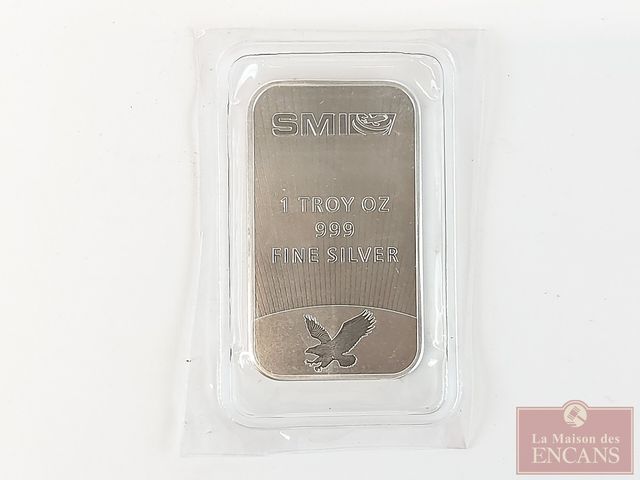 SMI
1 TROY OZ
999
FINE SILVER
La Maison des
ENCANS